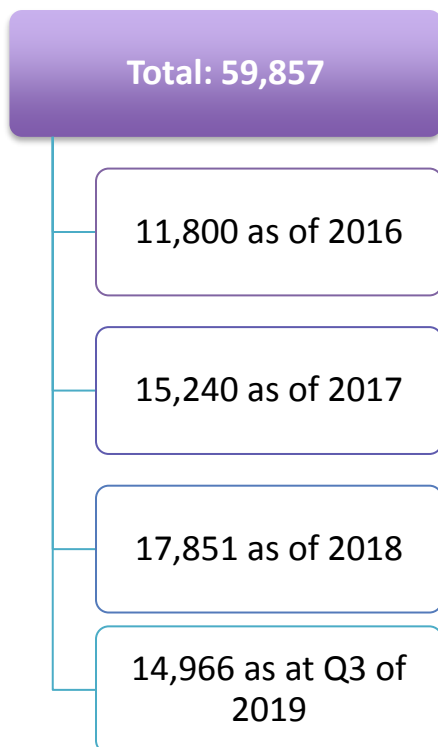 Total: 59,857
11,800 as of 2016
15,240 as of 2017
17,851 as of 2018
14,966 as at Q3 of
2019